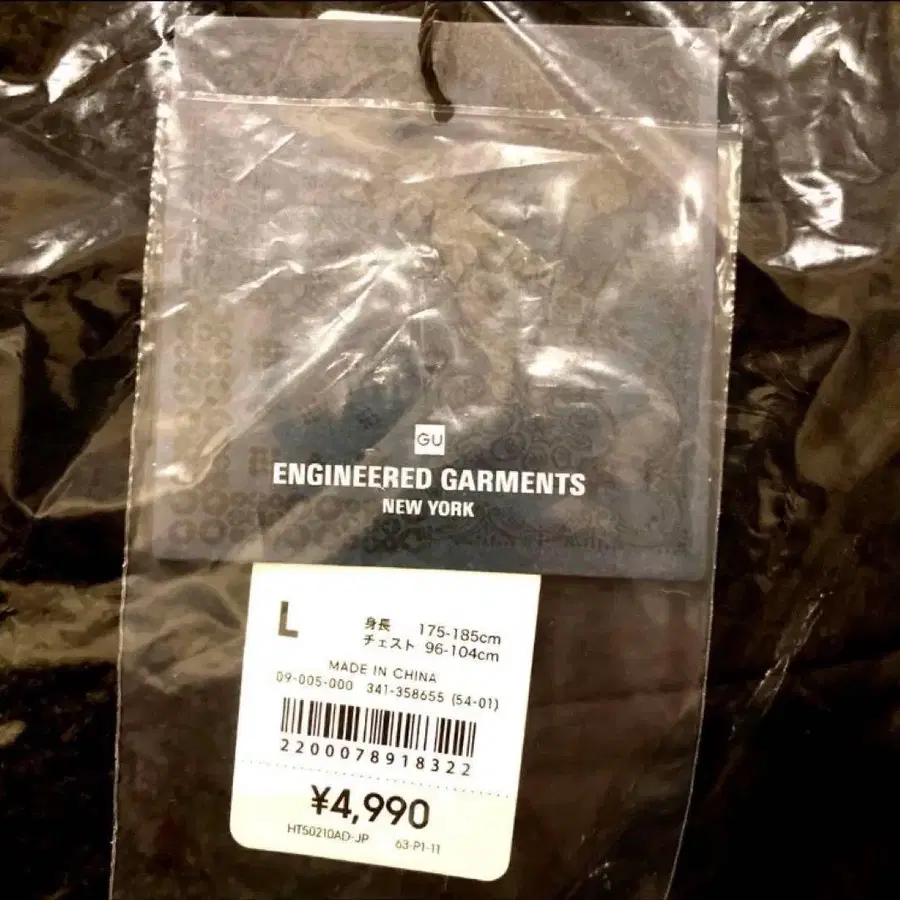 GU
ENGINEERED GARMENTS
NEW YORK
L
身長 175-185cm
チェスト 96-104cm
MADE IN CHINA
09-005-000 341-358655 (54-01)
2200078918322
¥4,990
HT50210AD-JP 63-P1-11